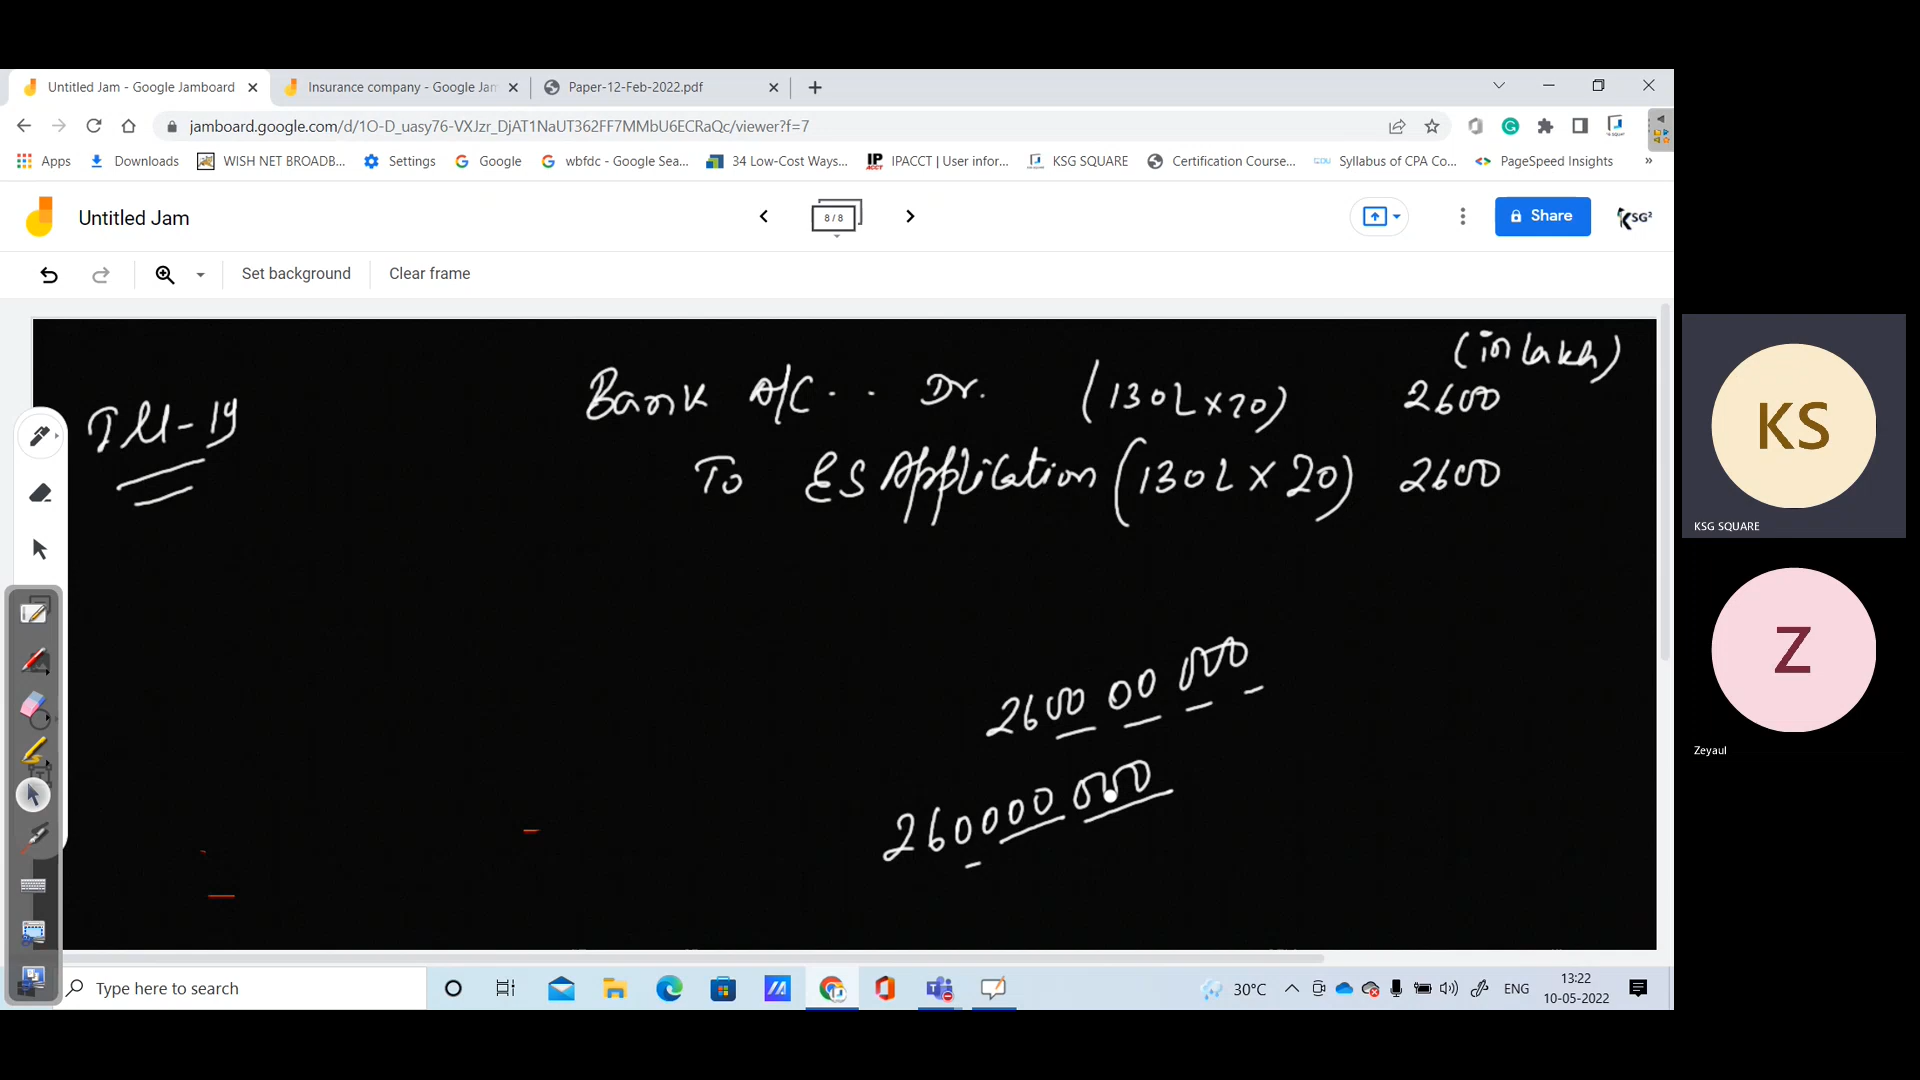 Untitled Jam - Google Jamboard
Insurance company - Google Jam
Paper-12-Feb-2022.pdf
jamboard.google.com/d/1O-D_uasy76-VXJzr_DjAT1NaUT362FF7MMbU6ECRaQc/viewer?f=7
Apps Downloads WISH NET BROADB... Settings Google wbfdc - Google Sea... 34 Low-Cost Ways... IPACCT | User infor... KSG SQUARE Certification Course... Syllabus of CPA Co... PageSpeed Insights »
Untitled Jam
8 / 8
Share
KSG²
Set background Clear frame
(in lakh)
Ill-19
Bank A/C .. Dr. (130L×20) 2600
To ES Application (130L×20) 2600
2600 00 000
260000 000
KS
KSG SQUARE
Z
Zeyaul
Type here to search
30°C
ENG
13:22
10-05-2022